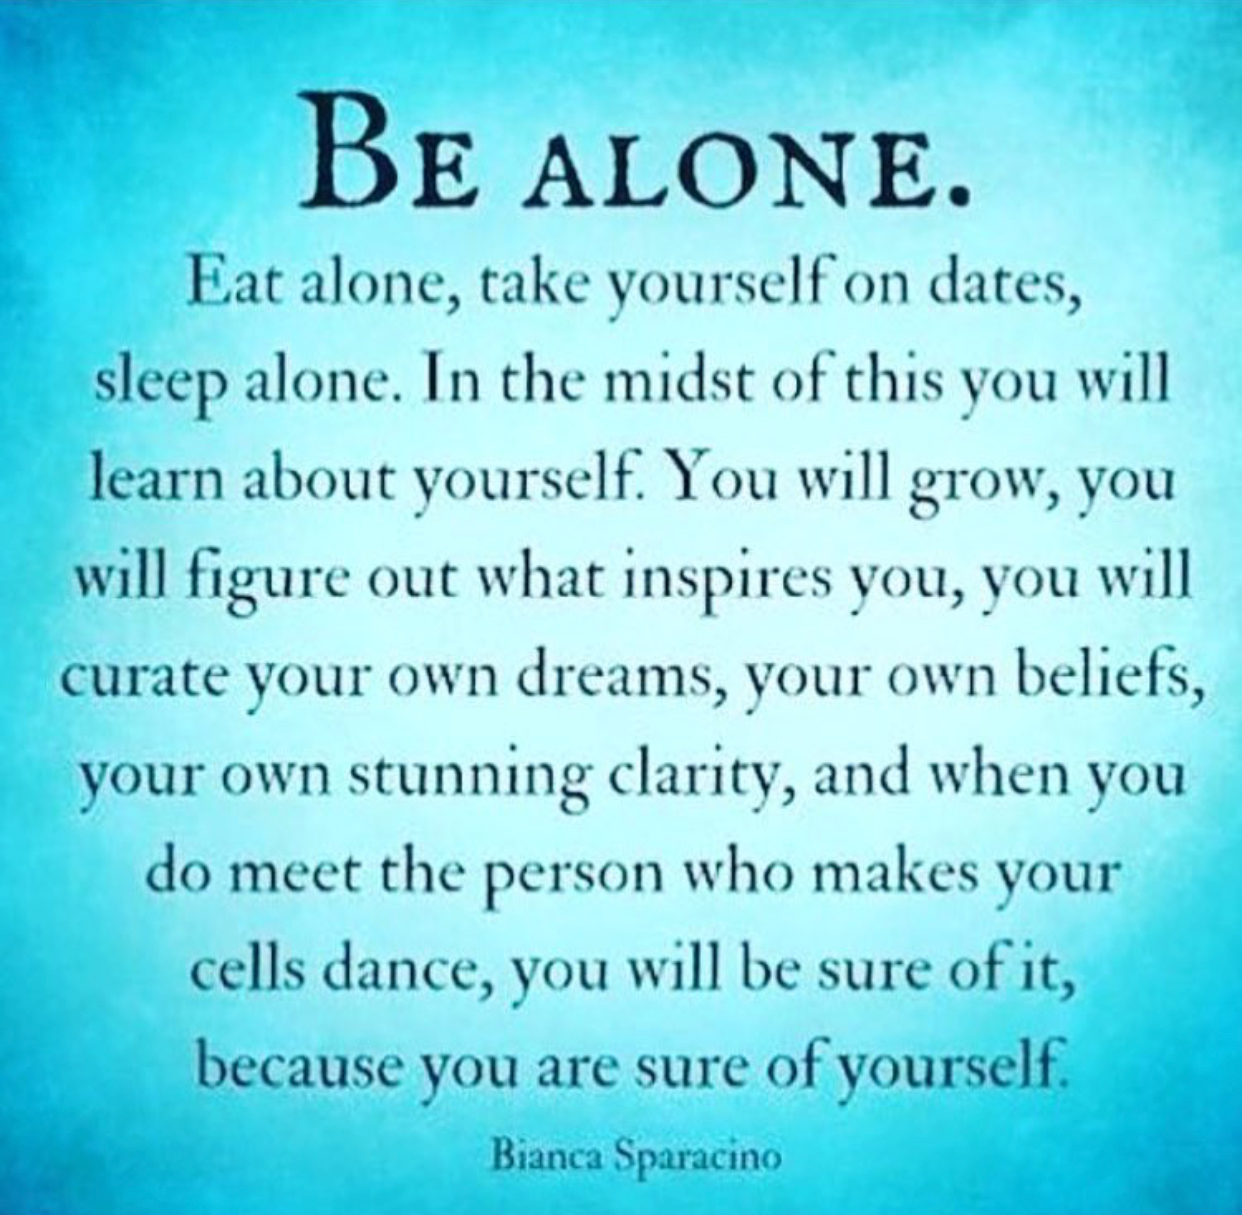 BE ALONE.
Eat alone, take yourself on dates,
sleep alone. In the midst of this you will
learn about yourself. You will grow, you
will figure out what inspires you, you will
curate your own dreams, your own beliefs,
your own stunning clarity, and when you
do meet the person who makes your
cells dance, you will be sure of it,
because you are sure of yourself.
Bianca Sparacino